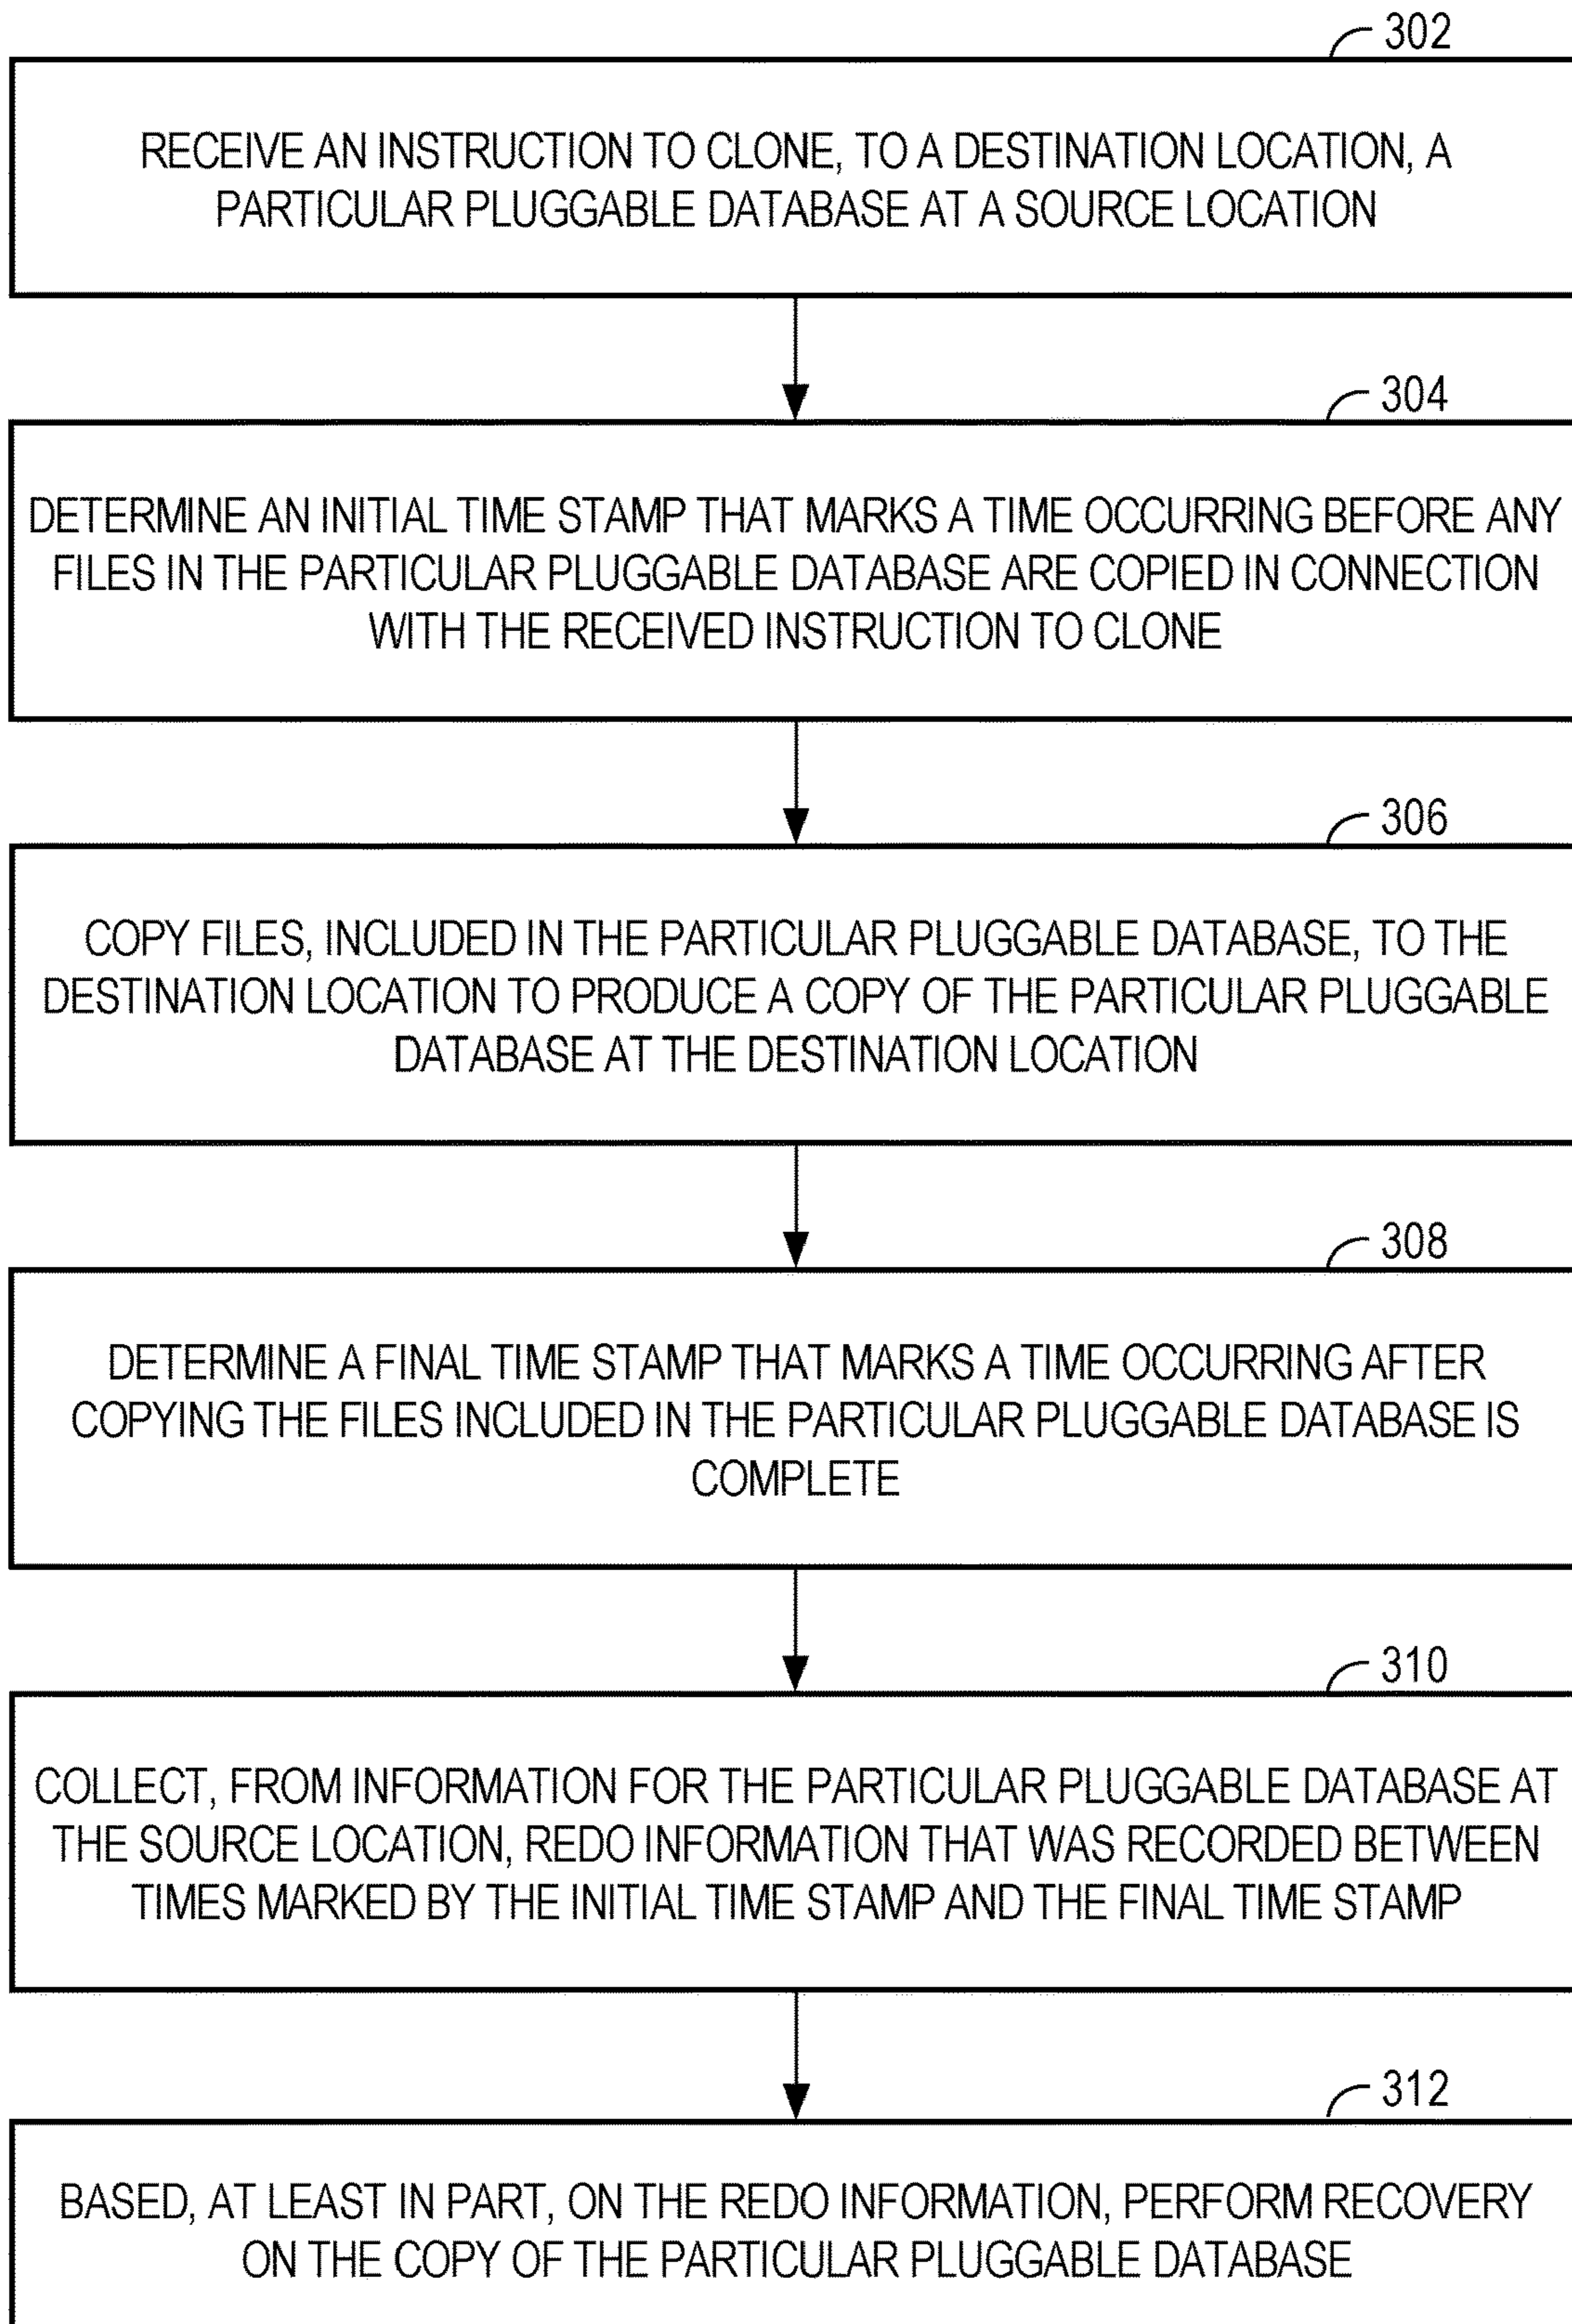 302
RECEIVE AN INSTRUCTION TO CLONE, TO A DESTINATION LOCATION, A
PARTICULAR PLUGGABLE DATABASE AT A SOURCE LOCATION
304
DETERMINE AN INITIAL TIME STAMP THAT MARKS A TIME OCCURRING BEFORE ANY
FILES IN THE PARTICULAR PLUGGABLE DATABASE ARE COPIED IN CONNECTION
WITH THE RECEIVED INSTRUCTION TO CLONE
306
COPY FILES, INCLUDED IN THE PARTICULAR PLUGGABLE DATABASE, TO THE
DESTINATION LOCATION TO PRODUCE A COPY OF THE PARTICULAR PLUGGABLE
DATABASE AT THE DESTINATION LOCATION
308
DETERMINE A FINAL TIME STAMP THAT MARKS A TIME OCCURRING AFTER
COPYING THE FILES INCLUDED IN THE PARTICULAR PLUGGABLE DATABASE IS
COMPLETE
310
COLLECT, FROM INFORMATION FOR THE PARTICULAR PLUGGABLE DATABASE AT
THE SOURCE LOCATION, REDO INFORMATION THAT WAS RECORDED BETWEEN
TIMES MARKED BY THE INITIAL TIME STAMP AND THE FINAL TIME STAMP
312
BASED, AT LEAST IN PART, ON THE REDO INFORMATION, PERFORM RECOVERY
ON THE COPY OF THE PARTICULAR PLUGGABLE DATABASE